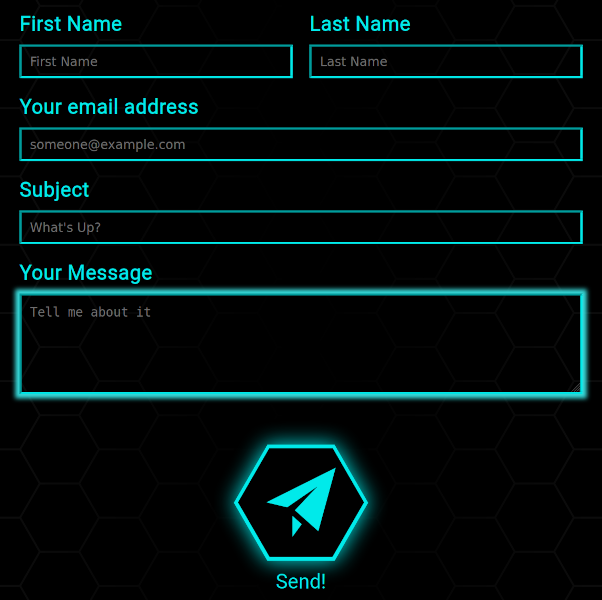 First Name Last Name
First Name Last Name
Your email address
someone@example.com
Subject
What's Up?
Your Message
Tell me about it
Send!